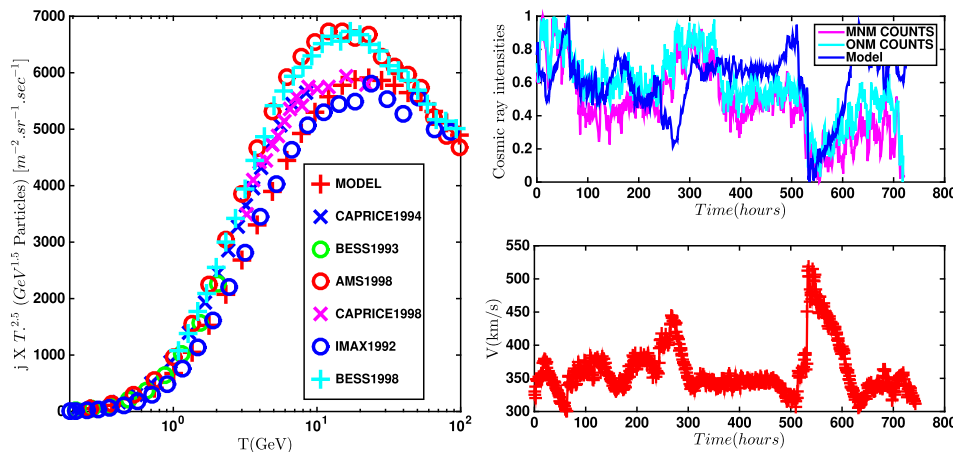 j X T.^2.5 (GeV^1.5 Particles) [m^−2.sr^−1.sec^−1]
7000
6000
5000
4000
3000
2000
1000
0
10^0
10^1
10^2
T(GeV)
MODEL
CAPRICE1994
BESS1993
AMS1998
CAPRICE1998
IMAX1992
BESS1998
Cosmic ray intensities
1
0.8
0.6
0.4
0.2
0
0 100 200 300 400 500 600 700 800
Time(hours)
MNM COUNTS
ONM COUNTS
Model
V(km/s)
550
500
450
400
350
300
0 100 200 300 400 500 600 700 800
Time(hours)